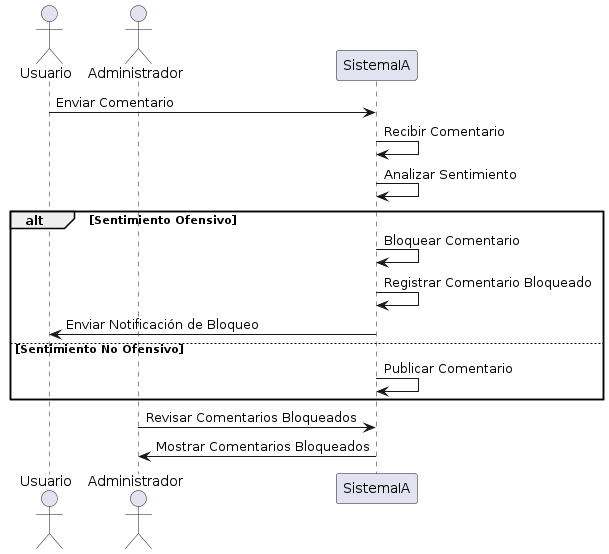 Usuario
Administrador
SistemaIA
Enviar Comentario
Recibir Comentario
Analizar Sentimiento
alt [Sentimiento Ofensivo]
Bloquear Comentario
Registrar Comentario Bloqueado
Enviar Notificación de Bloqueo
[Sentimiento No Ofensivo]
Publicar Comentario
Revisar Comentarios Bloqueados
Mostrar Comentarios Bloqueados
Usuario
Administrador
SistemaIA